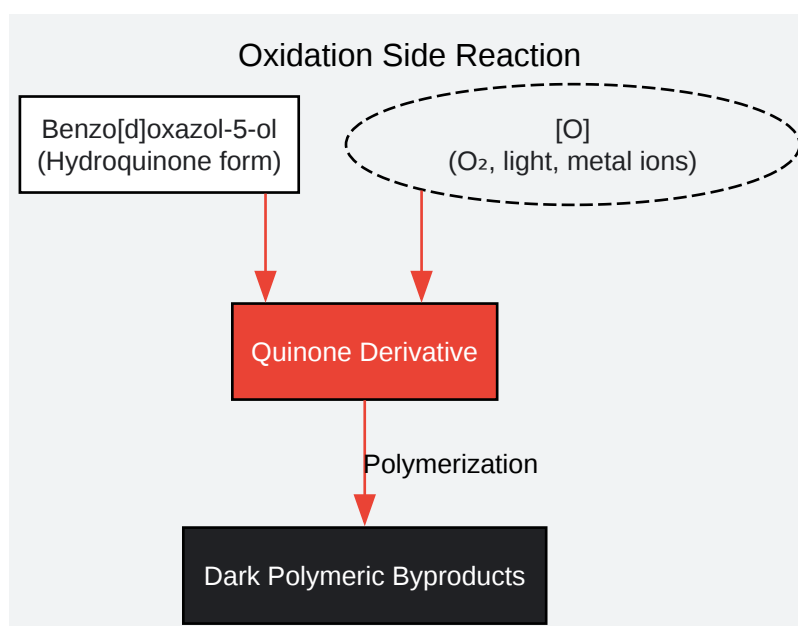 Oxidation Side Reaction
Benzo[d]oxazol-5-ol
(Hydroquinone form)
[O]
(O₂, light, metal ions)
Quinone Derivative
Polymerization
Dark Polymeric Byproducts